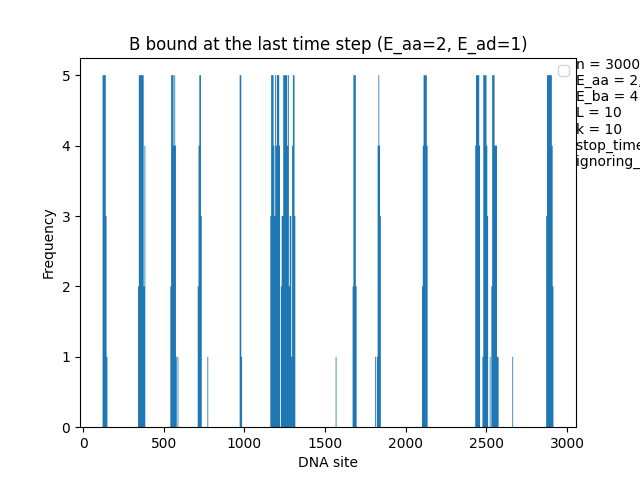 B bound at the last time step (E_aa=2, E_ad=1)
n = 3000
E_aa = 2,
E_ba = 4
L = 10
k = 10
stop_time
ignoring_
Frequency
5
4
3
2
1
0
0 500 1000 1500 2000 2500 3000
DNA site